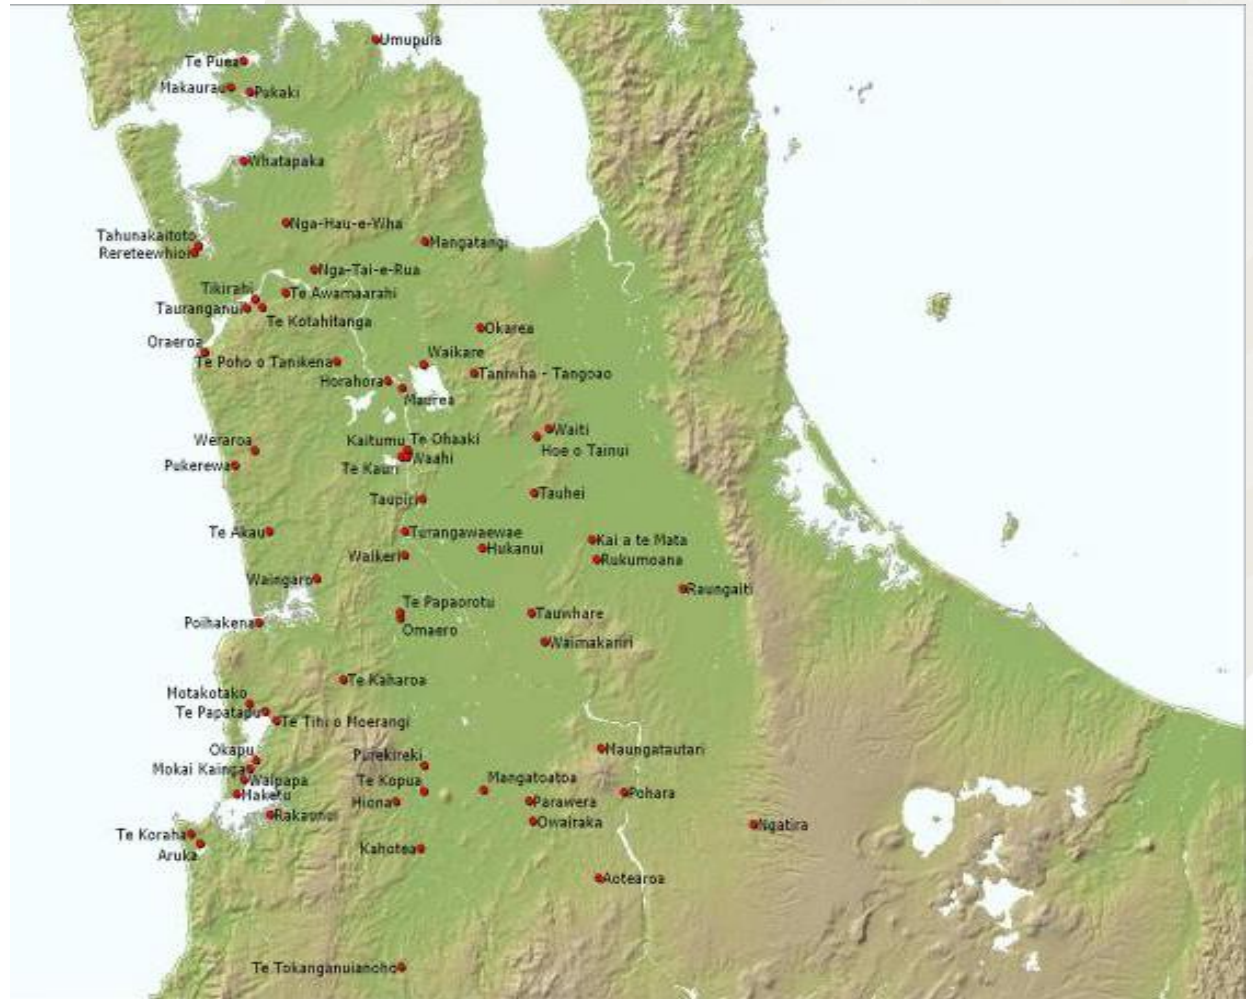 Umupuia
Te Puea
Makaurau
Pukaki
Whatapaka
Nga-Hau-e-Wha
Tahunakaitoto
Mangatangi
Rereteewhioi
Nga-Tai-e-Rua
Tikirahi
Te Awamaarahi
Tauranganui
Te Kotahitanga
Okarea
Oraeroa
Waikare
Te Poho o Tanikena
Taniwha - Tangoao
Horahora
Maurea
Waiti
Weraroa
Kaitumu
Te Ohaaki
Hoe o Tainui
Waahi
Pukerewa
Te Kauri
Tauhei
Taupiri
Te Akau
Turangawaewae
Kai a te Mata
Hukanui
Waikeri
Rukumoana
Waingaro
Raungaiti
Te Papaorotu
Tauwhare
Poihakena
Omaero
Waimakariri
Te Kaharoa
Motakotako
Te Papatapu
Te Tihi o Moerangi
Okapu
Maungatautari
Purekireki
Mokai Kainga
Waipapa
Te Kopua
Mangatoatoa
Maketu
Hiona
Parawera
Pohara
Rakaunui
Owairaka
Ngatira
Te Koraha
Aruka
Kahotea
Aotearoa
Te Tokanganuianoho